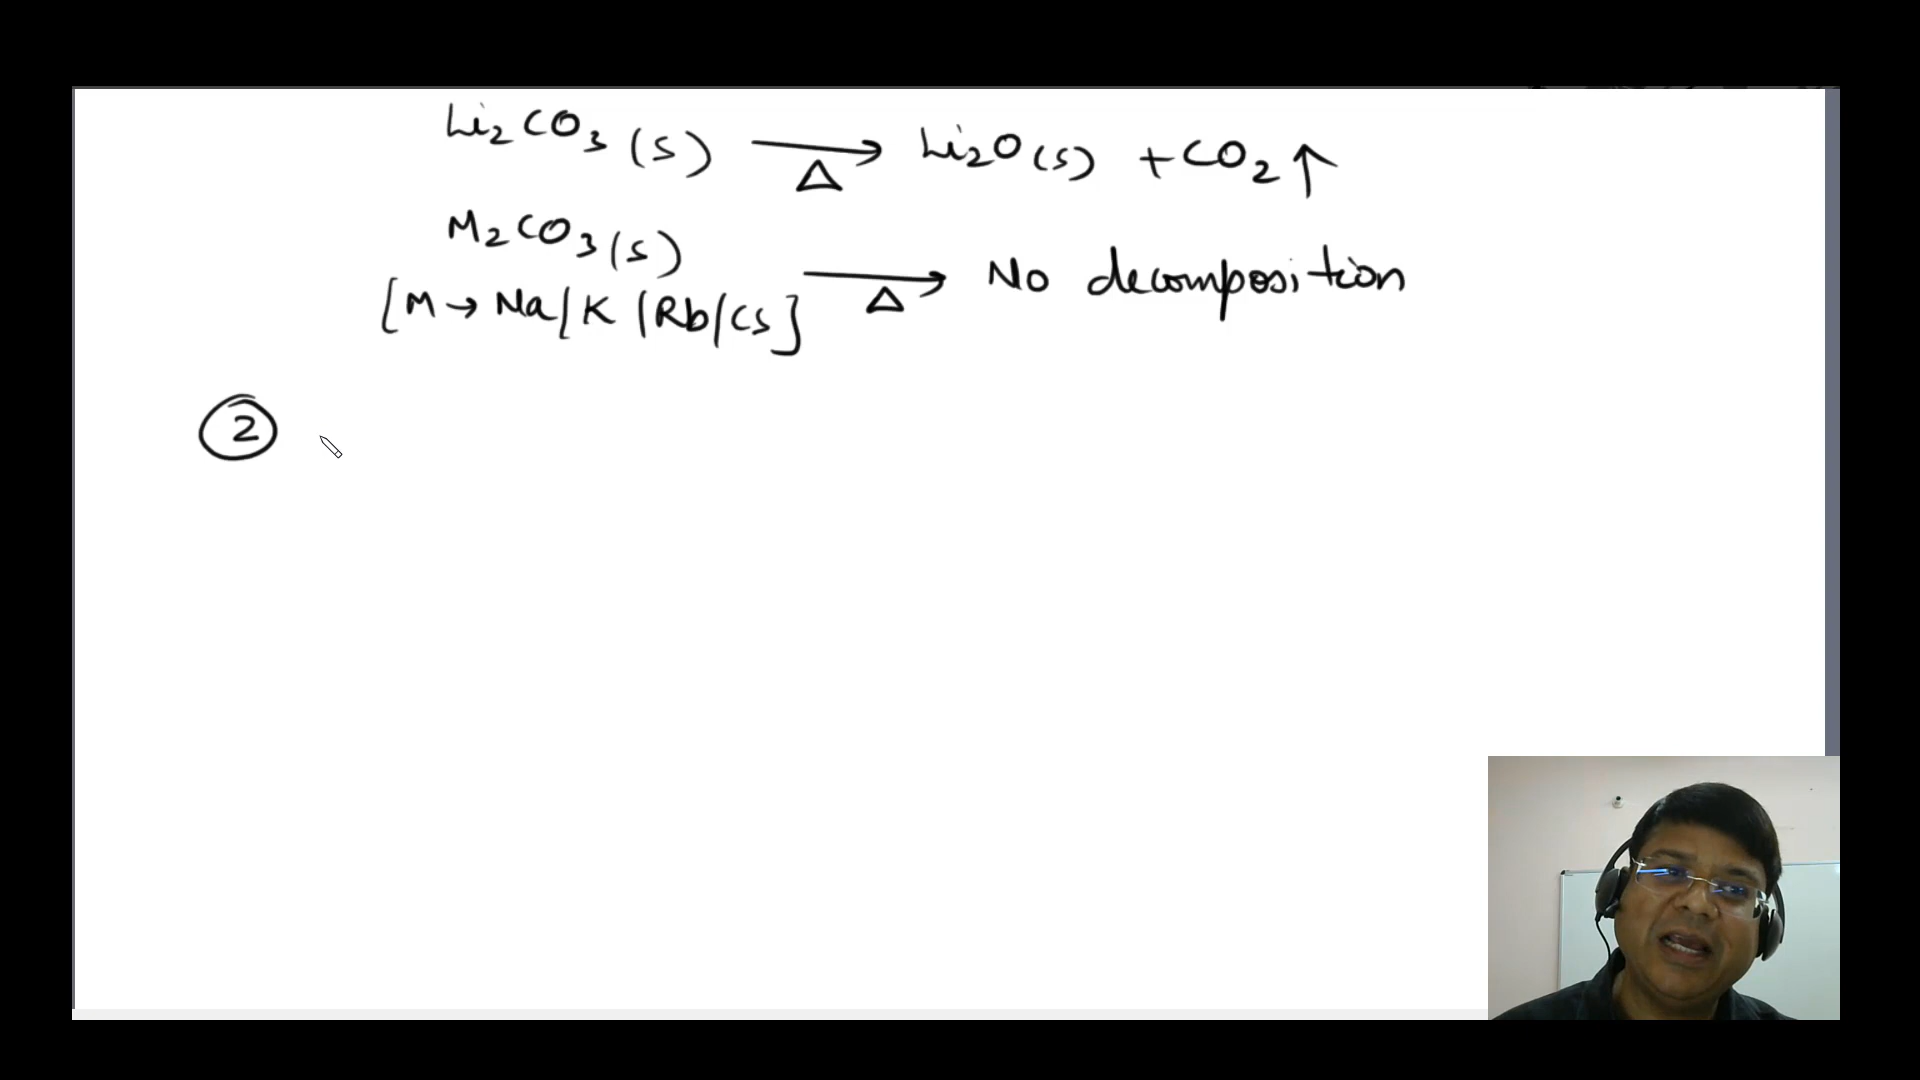 Li₂CO₃(s) →Δ Li₂O(s) + CO₂↑
M₂CO₃(s)
[M → Na/K/Rb/Cs] →Δ No decomposition
②